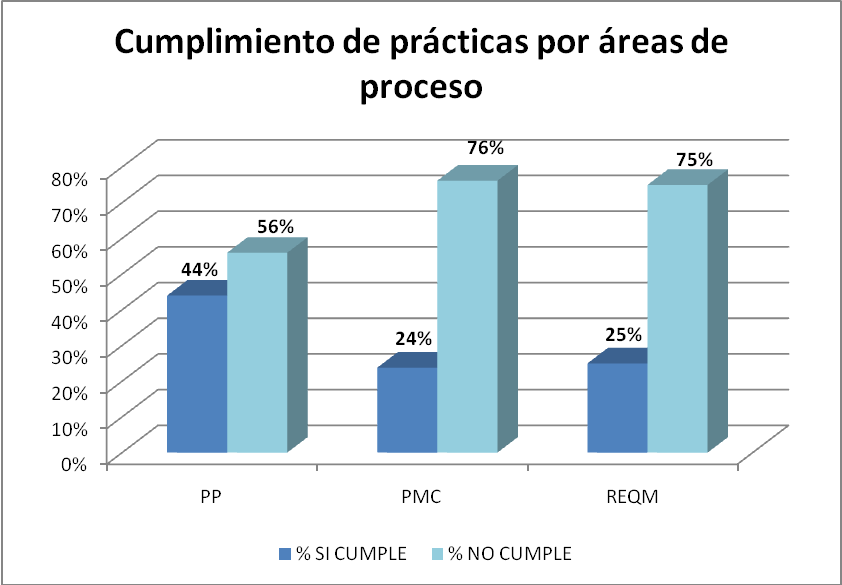 Cumplimiento de prácticas por áreas de
proceso
80%
70%
60%
50%
40%
30%
20%
10%
0%
44%
56%
24%
76%
25%
75%
PP
PMC
REQM
% SI CUMPLE
% NO CUMPLE